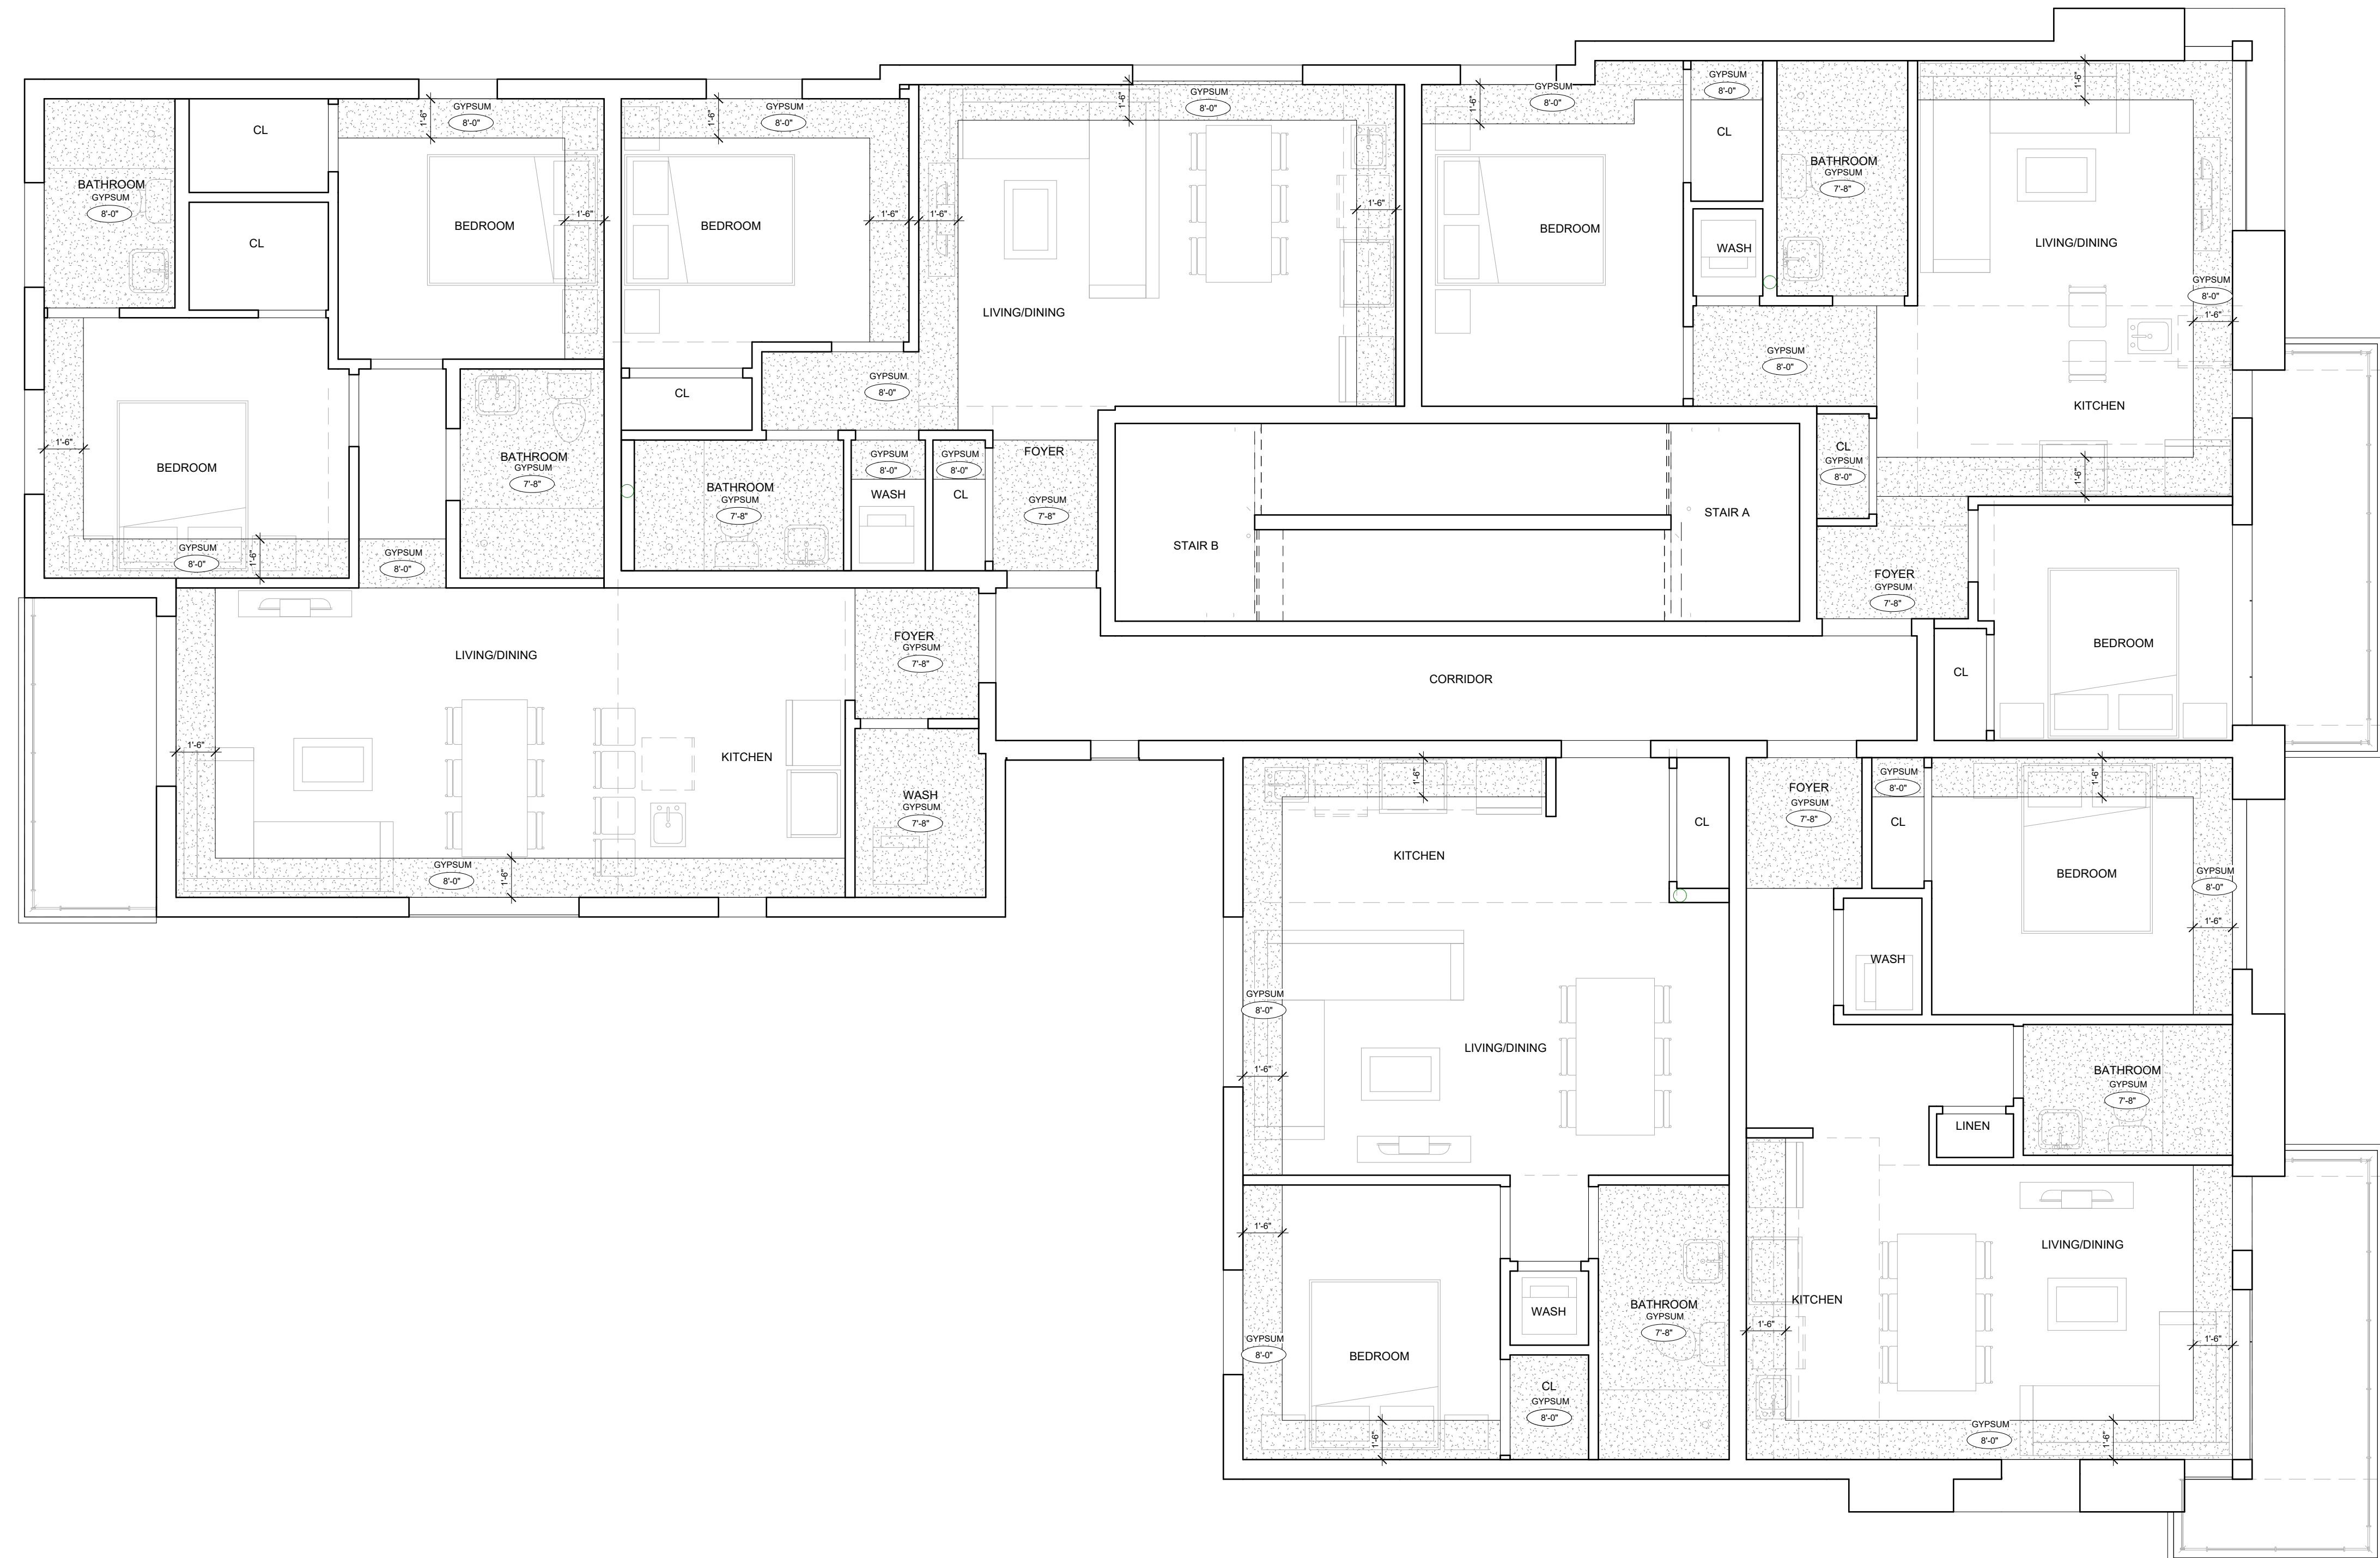 GYPSUM
8'-0"
1'-6"
CL
BATHROOM
GYPSUM
8'-0"
CL
BEDROOM
1'-6"
GYPSUM
8'-0"
1'-6"
BEDROOM
1'-6"
1'-6"
GYPSUM
8'-0"
1'-6"
LIVING/DINING
1'-6"
GYPSUM
8'-0"
1'-6"
BEDROOM
GYPSUM
8'-0"
CL
WASH
BATHROOM
GYPSUM
7'-8"
1'-6"
LIVING/DINING
GYPSUM
8'-0"
1'-6"
KITCHEN
1'-6"
GYPSUM
8'-0"
CL
GYPSUM
8'-0"
FOYER
GYPSUM
7'-8"
BEDROOM
CL
1'-6"
BEDROOM
GYPSUM
8'-0"
1'-6"
GYPSUM
8'-0"
BATHROOM
GYPSUM
7'-8"
CL
GYPSUM
8'-0"
BATHROOM
GYPSUM
7'-8"
GYPSUM
8'-0"
WASH
GYPSUM
8'-0"
CL
FOYER
GYPSUM
7'-8"
STAIR B
STAIR A
CORRIDOR
LIVING/DINING
FOYER
GYPSUM
7'-8"
1'-6"
KITCHEN
WASH
GYPSUM
7'-8"
GYPSUM
8'-0"
1'-6"
1'-6"
KITCHEN
CL
GYPSUM
8'-0"
1'-6"
LIVING/DINING
1'-6"
GYPSUM
8'-0"
BEDROOM
1'-6"
WASH
CL
GYPSUM
8'-0"
BATHROOM
GYPSUM
7'-8"
FOYER
GYPSUM
7'-8"
GYPSUM
8'-0"
CL
1'-6"
BEDROOM
GYPSUM
8'-0"
1'-6"
WASH
BATHROOM
GYPSUM
7'-8"
LINEN
LIVING/DINING
KITCHEN
1'-6"
1'-6"
GYPSUM
8'-0"
1'-6"